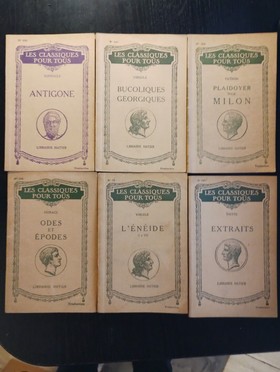 LES CLASSIQUES
POUR TOUS
ANTIGONE
LIBRAIRIE HATIER
LES CLASSIQUES
POUR TOUS
VIRGILE
BUCOLIQUES
GÉORGIQUES
LIBRAIRIE HATIER
LES CLASSIQUES
POUR TOUS
CICÉRON
PLAIDOYER
POUR
MILON
LIBRAIRIE HATIER
LES CLASSIQUES
POUR TOUS
HORACE
ODES
ET
ÉPODES
LIBRAIRIE HATIER
LES CLASSIQUES
POUR TOUS
VIRGILE
L'ÉNÉIDE
LIBRAIRIE HATIER
LES CLASSIQUES
POUR TOUS
EXTRAITS
LIBRAIRIE HATIER